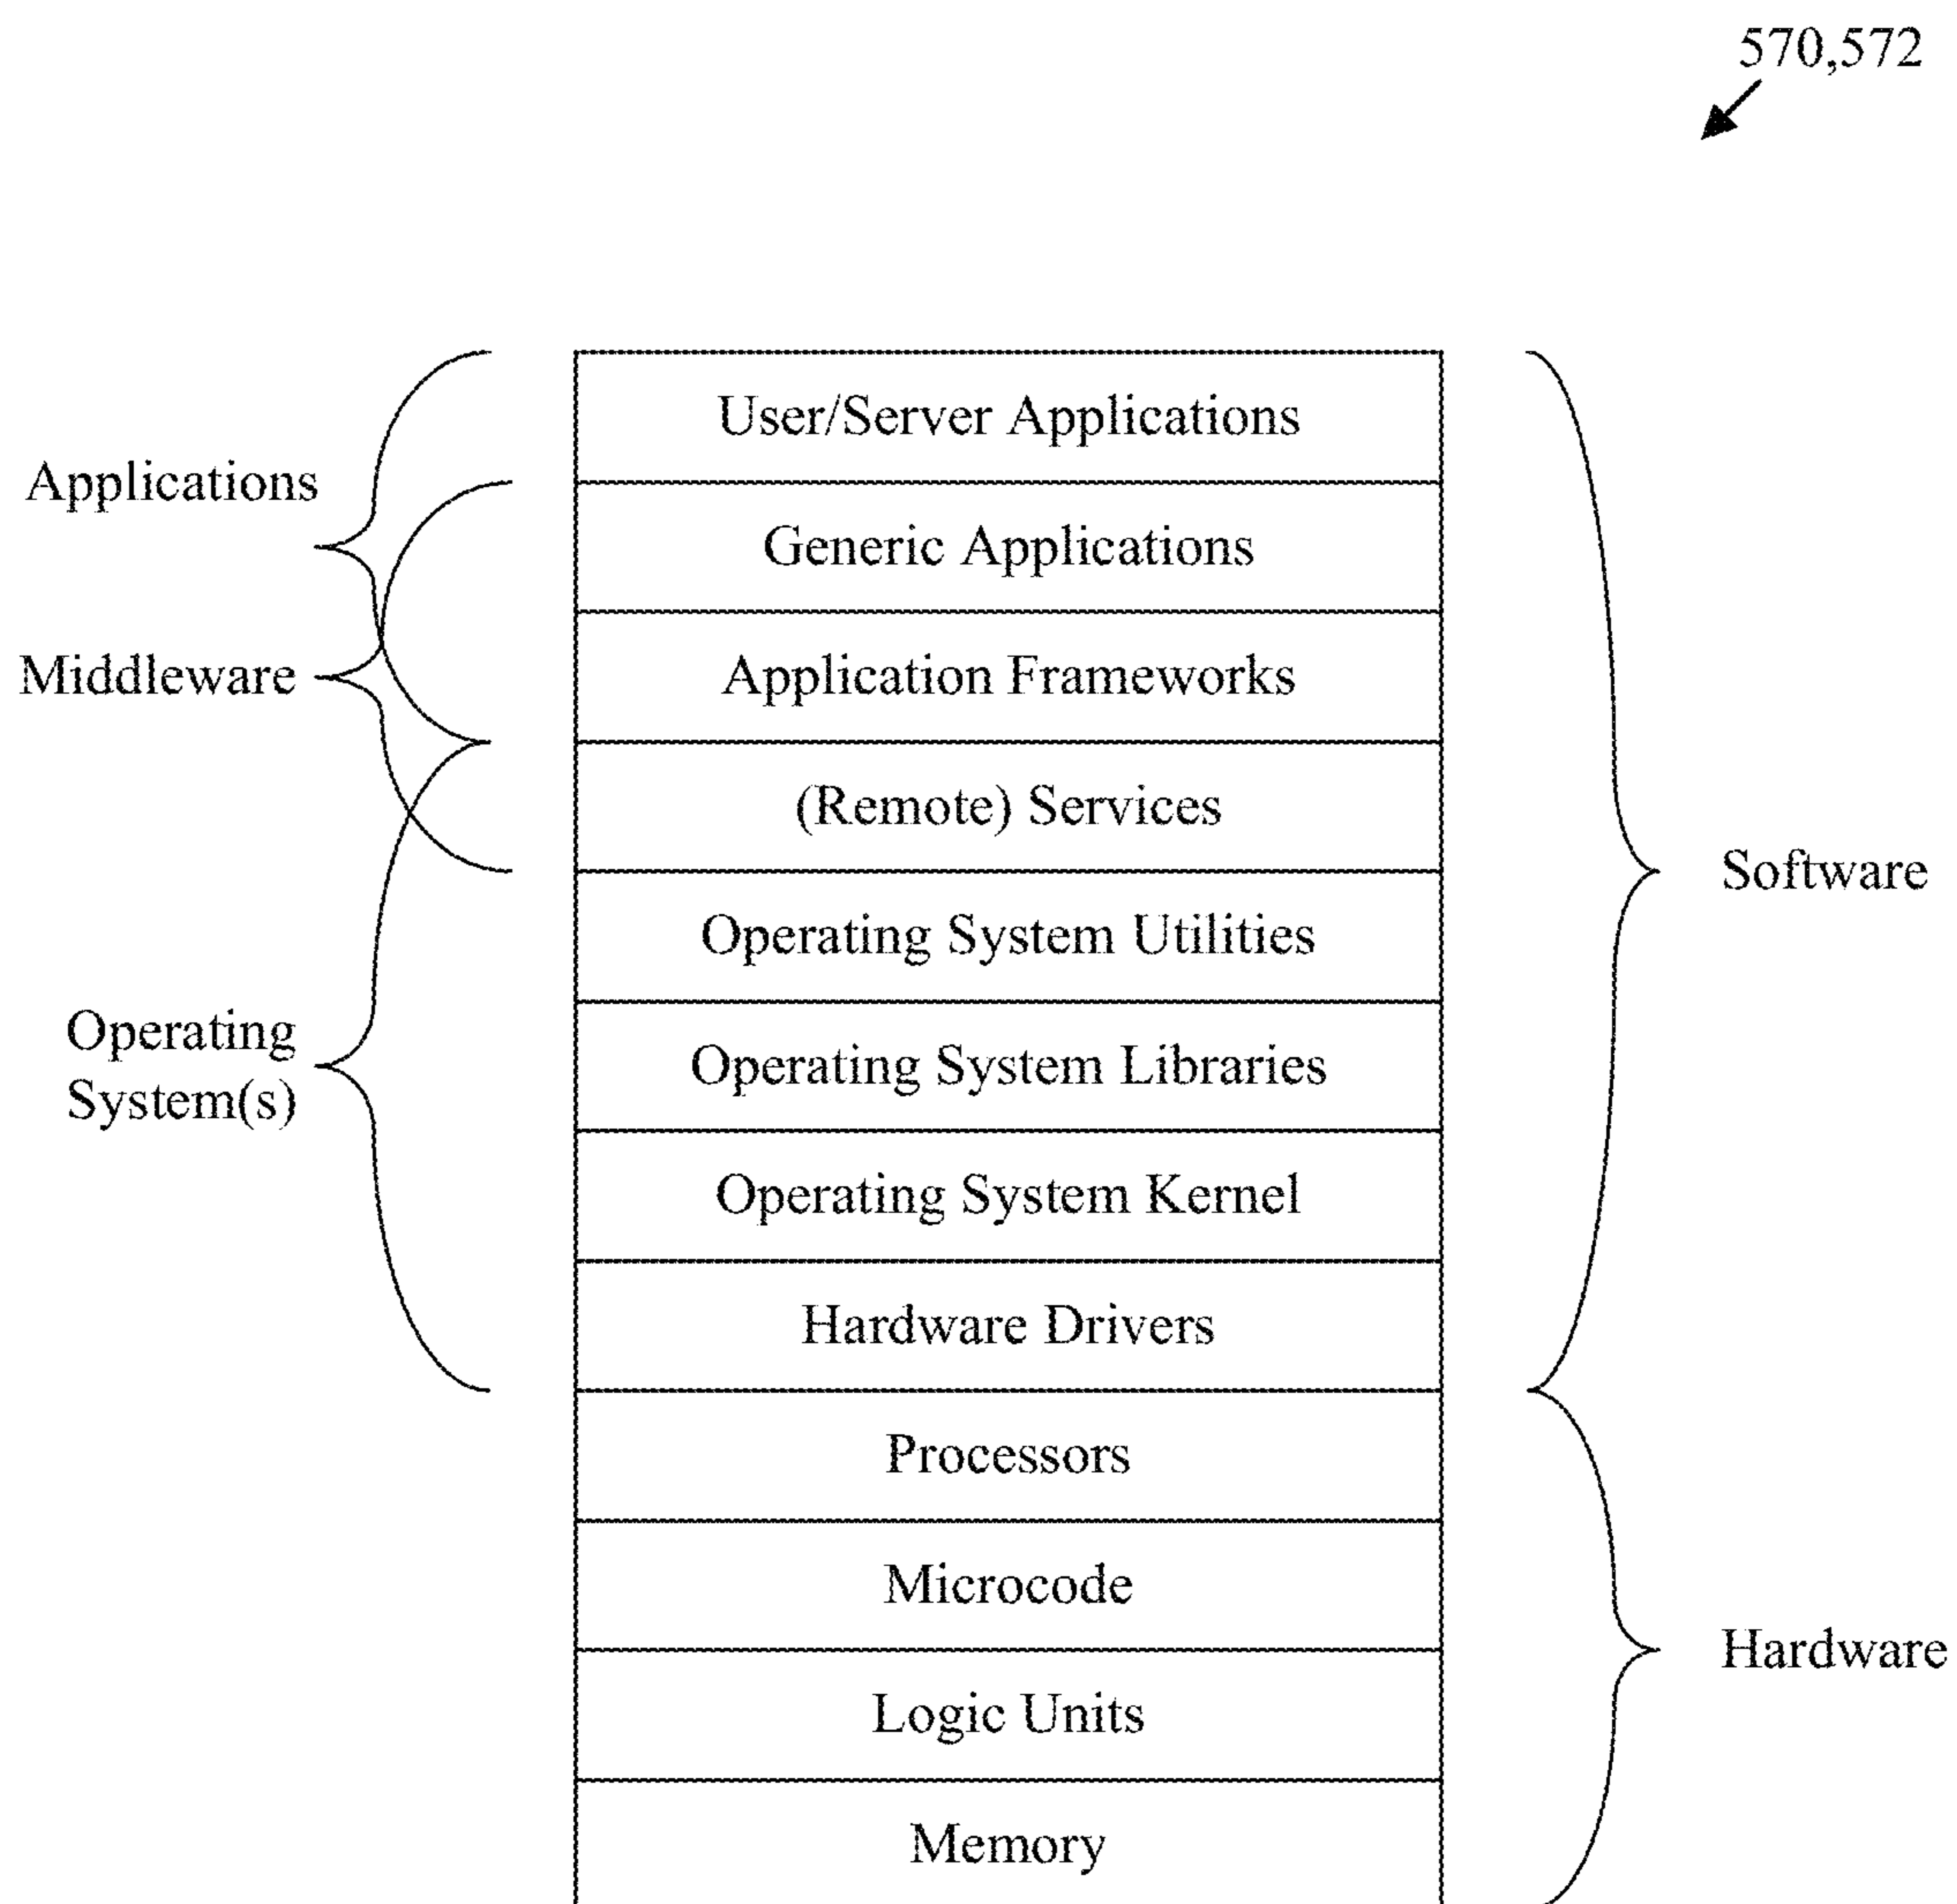 570,572
User/Server Applications
Applications
Generic Applications
Middleware
Application Frameworks
(Remote) Services
Software
Operating System Utilities
Operating
System(s)
Operating System Libraries
Operating System Kernel
Hardware Drivers
Processors
Microcode
Hardware
Logic Units
Memory